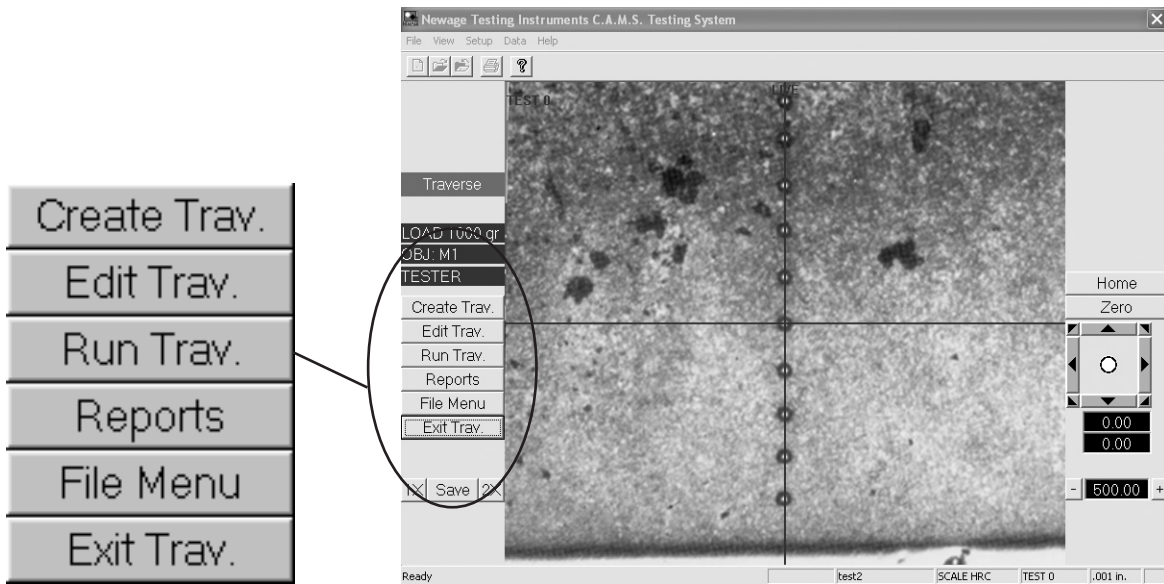 Create Trav.
Edit Trav.
Run Trav.
Reports
File Menu
Exit Trav.
Newage Testing Instruments C.A.M.S. Testing System
File View Setup Data Help
TEST 0
LIVE
Traverse
LOAD 1000 gr
OBJ: M1
TESTER
Create Trav.
Edit Trav.
Run Trav.
Reports
File Menu
Exit Trav.
1X Save 2X
Home
Zero
0.00
0.00
- 500.00 +
Ready test2 SCALE HRC TEST 0 .001 in.